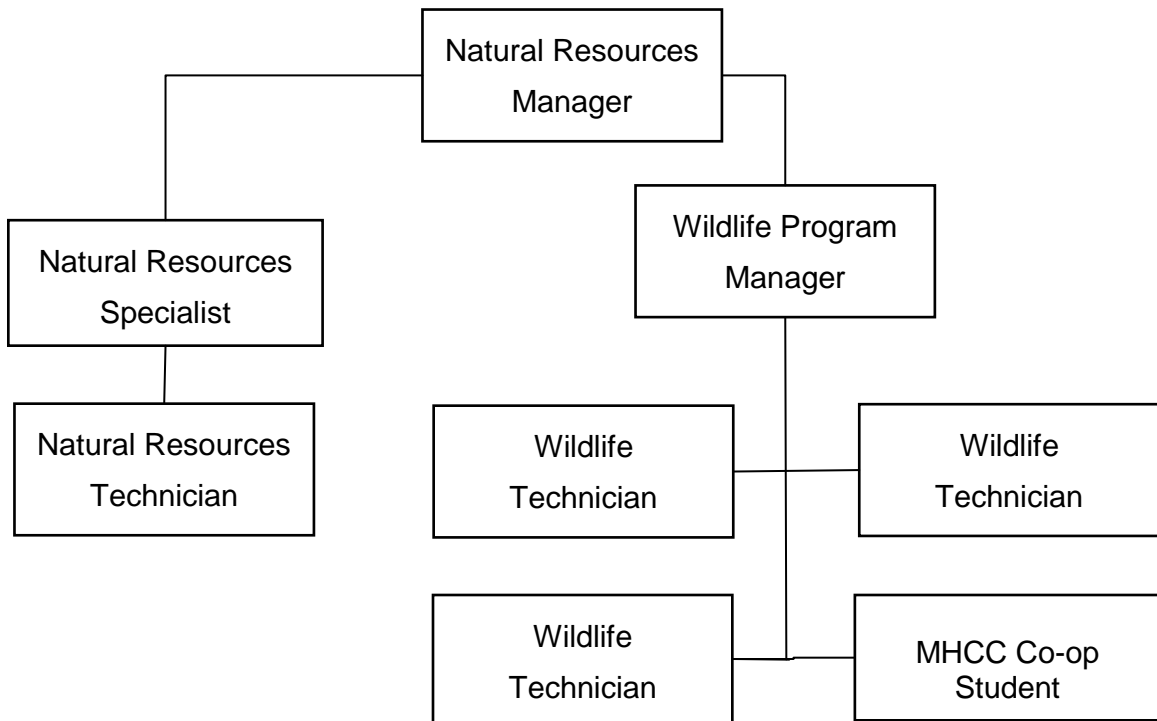 Natural Resources
Manager
Wildlife Program
Manager
Natural Resources
Specialist
Natural Resources
Technician
Wildlife
Technician
Wildlife
Technician
Wildlife
Technician
MHCC Co-op
Student